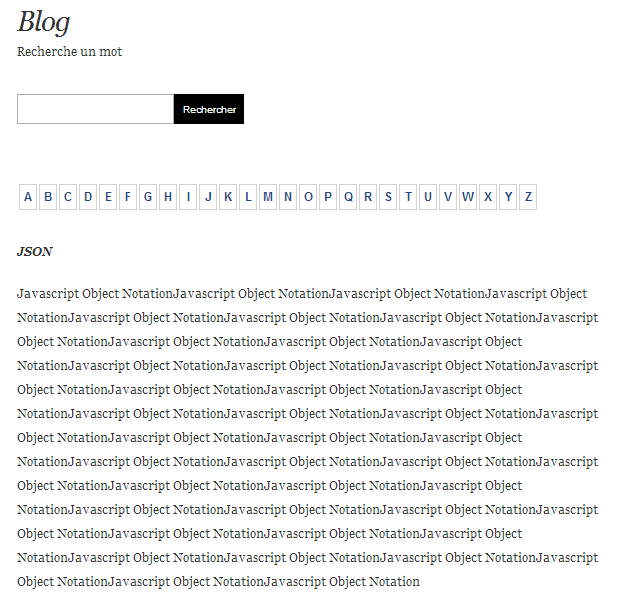 Blog
Recherche un mot
Rechercher
A B C D E F G H I J K L M N O P Q R S T U V W X Y Z
JSON
Javascript Object NotationJavascript Object NotationJavascript Object NotationJavascript Object
NotationJavascript Object NotationJavascript Object NotationJavascript Object NotationJavascript
Object NotationJavascript Object NotationJavascript Object NotationJavascript Object
NotationJavascript Object NotationJavascript Object NotationJavascript Object NotationJavascript
Object NotationJavascript Object NotationJavascript Object NotationJavascript Object
NotationJavascript Object NotationJavascript Object NotationJavascript Object NotationJavascript
Object NotationJavascript Object NotationJavascript Object NotationJavascript Object
NotationJavascript Object NotationJavascript Object NotationJavascript Object NotationJavascript
Object NotationJavascript Object NotationJavascript Object NotationJavascript Object
NotationJavascript Object NotationJavascript Object NotationJavascript Object NotationJavascript
Object NotationJavascript Object NotationJavascript Object NotationJavascript Object
NotationJavascript Object NotationJavascript Object NotationJavascript Object NotationJavascript
Object NotationJavascript Object NotationJavascript Object Notation